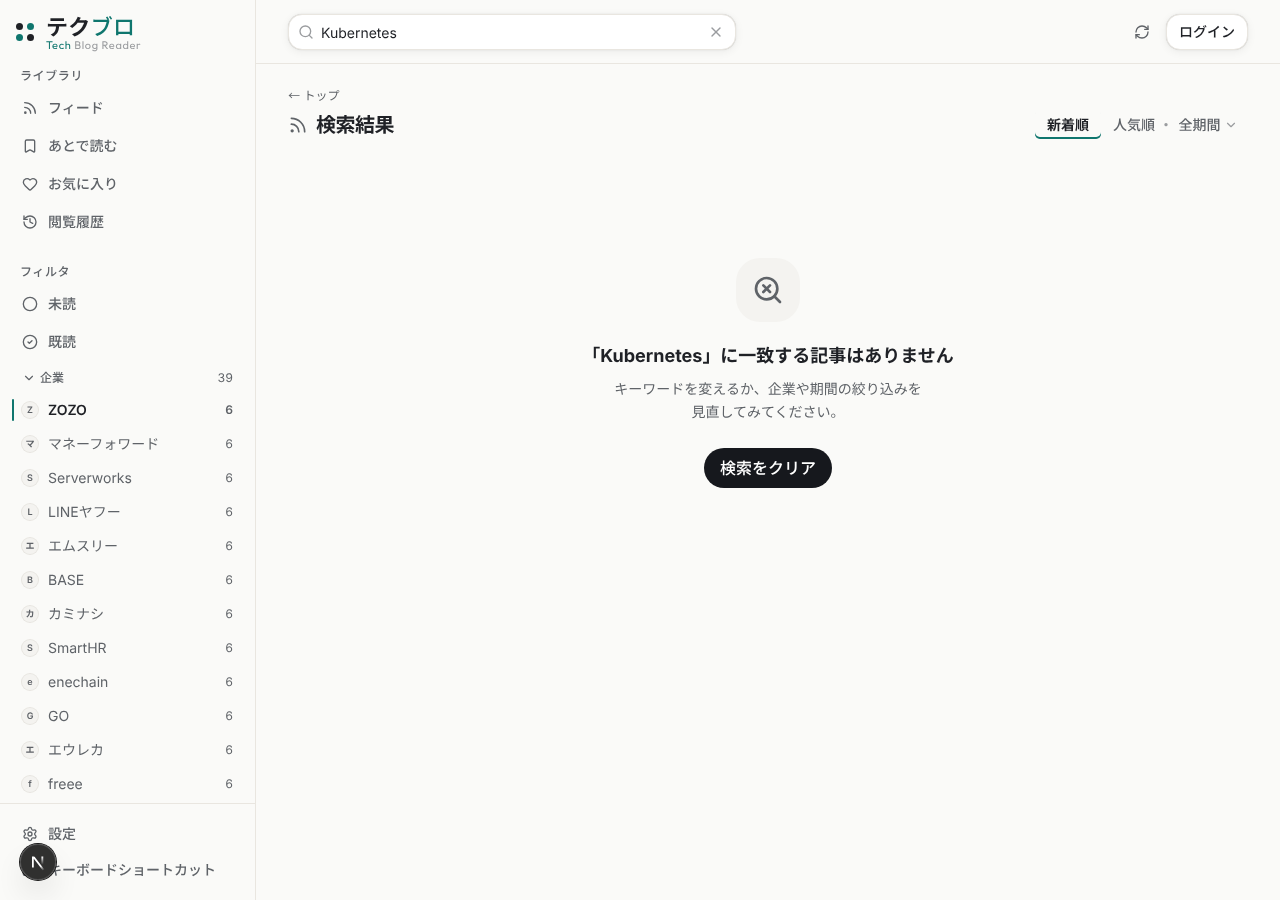 テクブロ
Tech Blog Reader
ライブラリ
フィード
あとで読む
お気に入り
閲覧履歴
フィルタ
未読
既読
企業 39
Z ZOZO 6
マ マネーフォワード 6
S Serverworks 6
L LINEヤフー 6
エ エムスリー 6
B BASE 6
カ カミナシ 6
S SmartHR 6
e enechain 6
G GO 6
エ エウレカ 6
f freee 6
設定
N キーボードショートカット
Kubernetes
ログイン
← トップ
検索結果
新着順 人気順 • 全期間
「Kubernetes」に一致する記事はありません
キーワードを変えるか、企業や期間の絞り込みを
見直してみてください。
検索をクリア